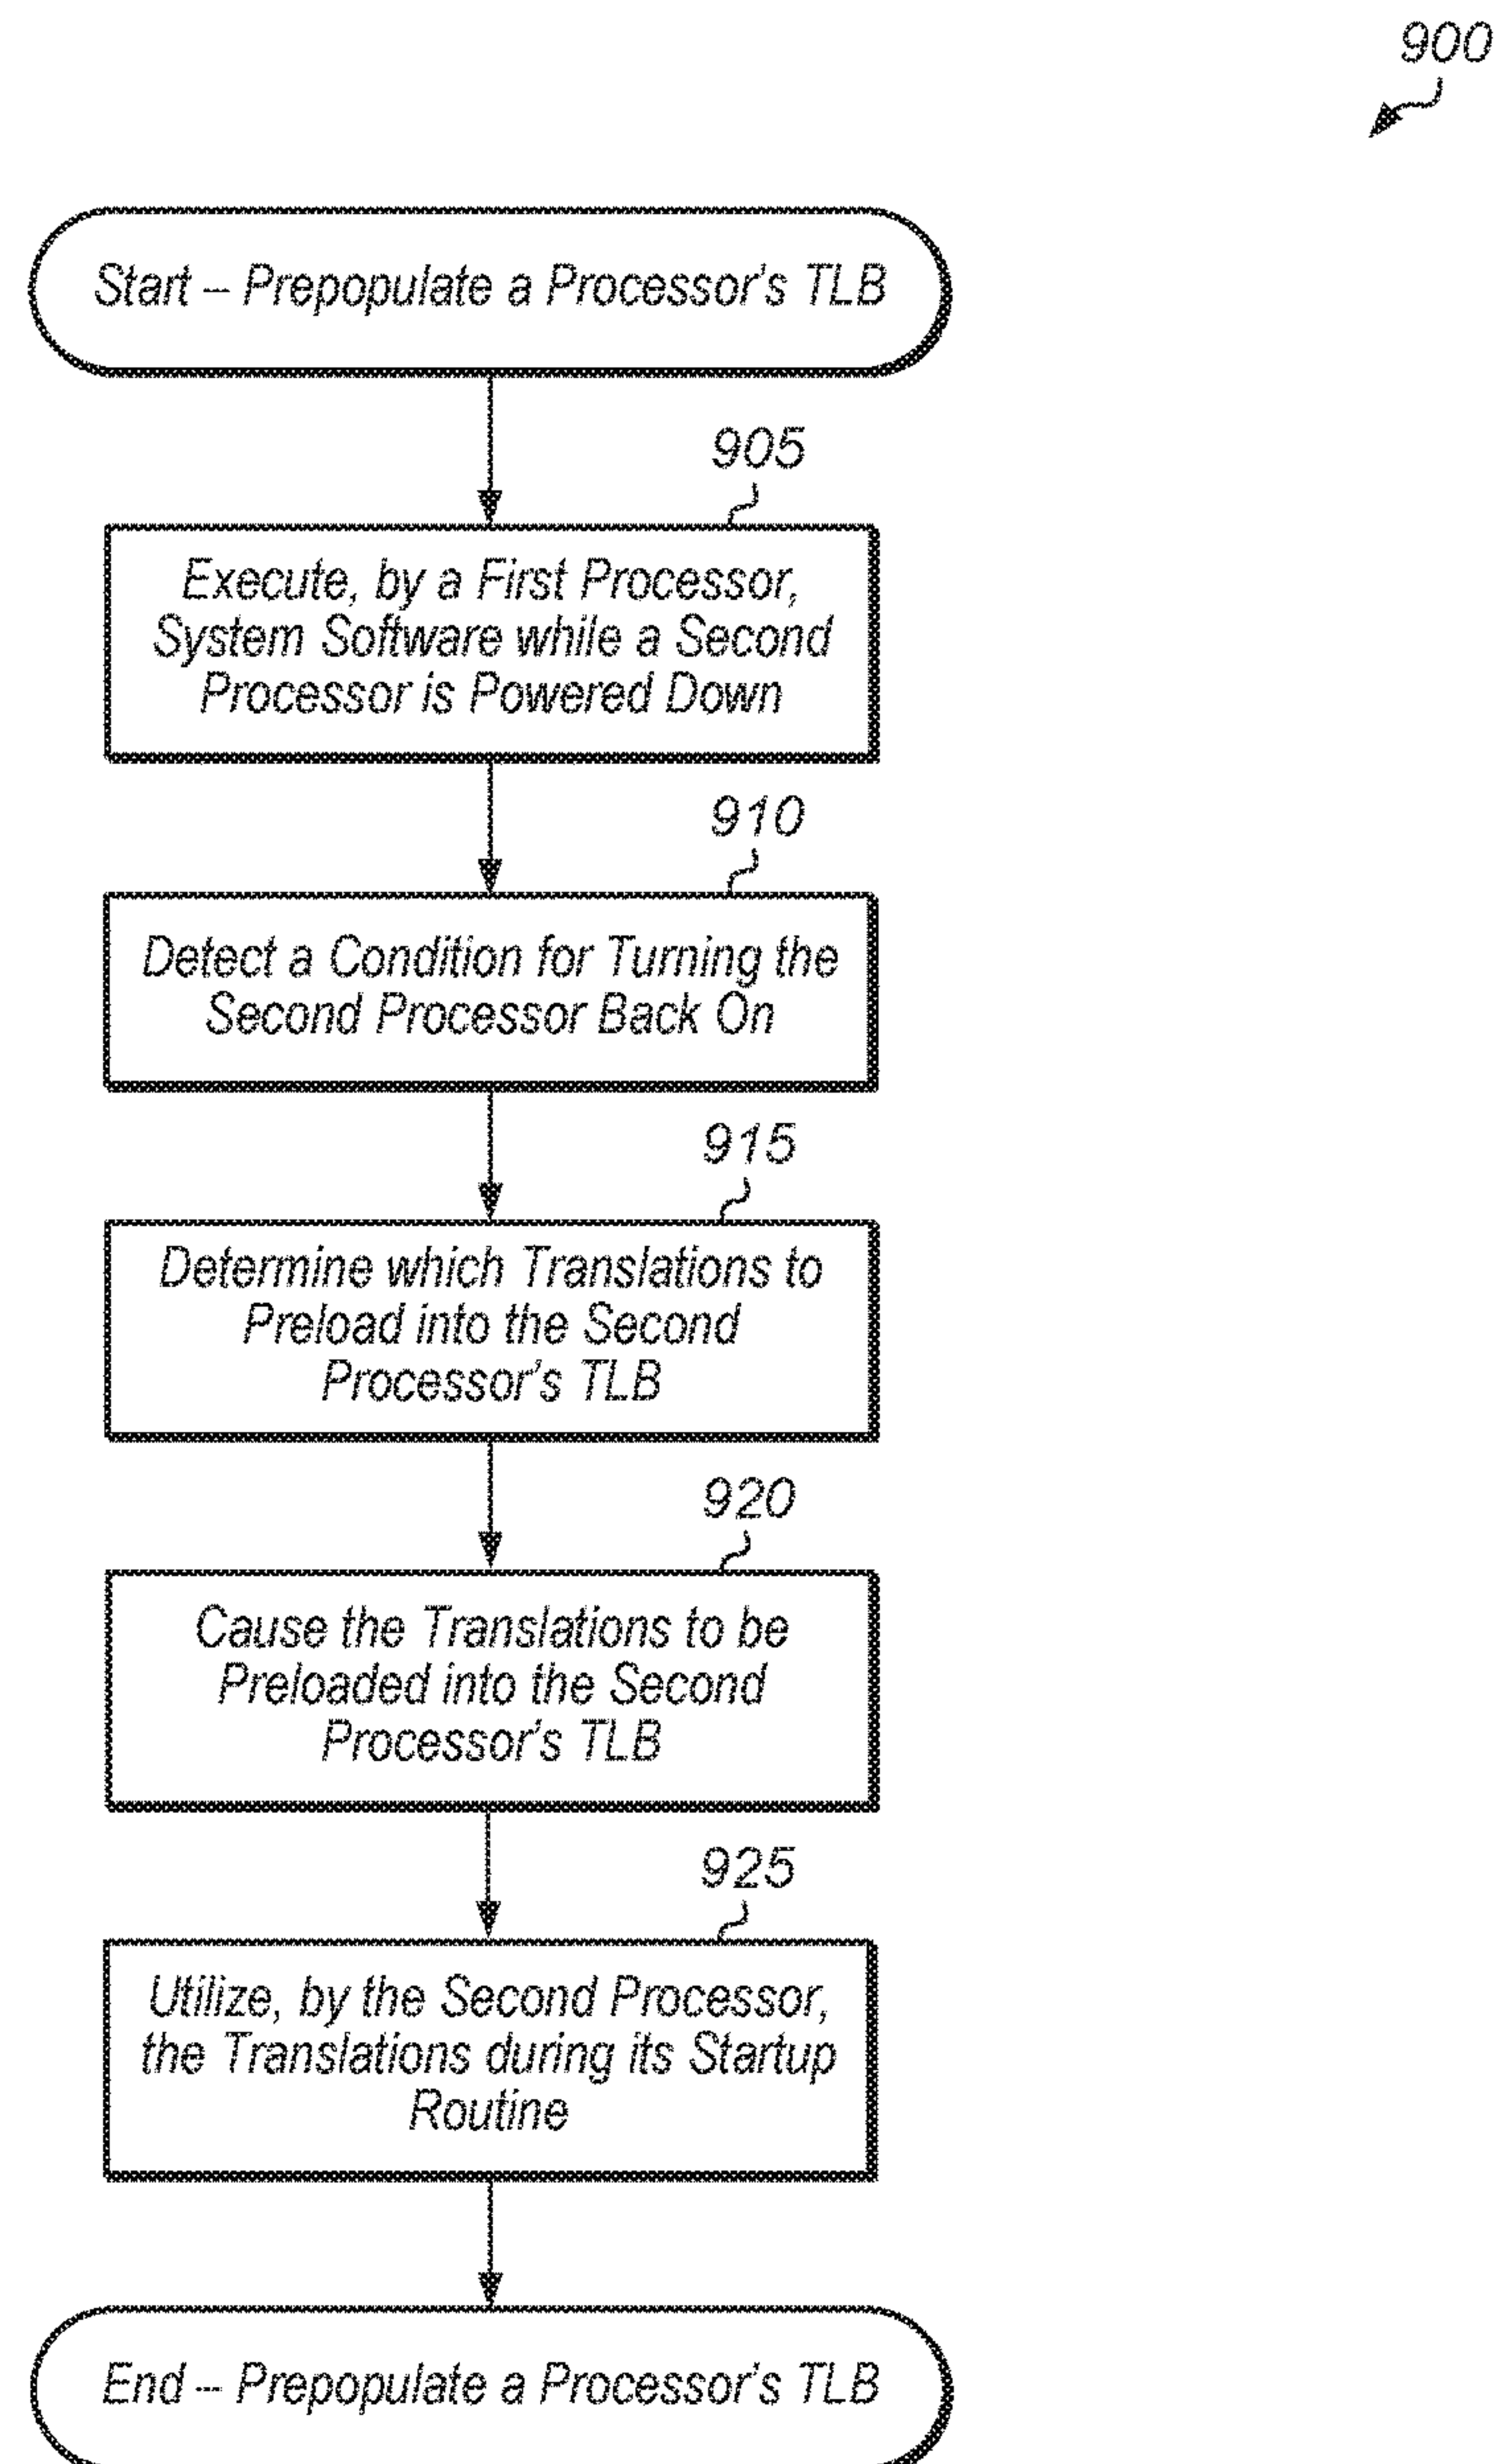 900
Start – Prepopulate a Processor's TLB
905
Execute, by a First Processor,
System Software while a Second
Processor is Powered Down
910
Detect a Condition for Turning the
Second Processor Back On
915
Determine which Translations to
Preload into the Second
Processor's TLB
920
Cause the Translations to be
Preloaded into the Second
Processor's TLB
925
Utilize, by the Second Processor,
the Translations during its Startup
Routine
End -- Prepopulate a Processor's TLB